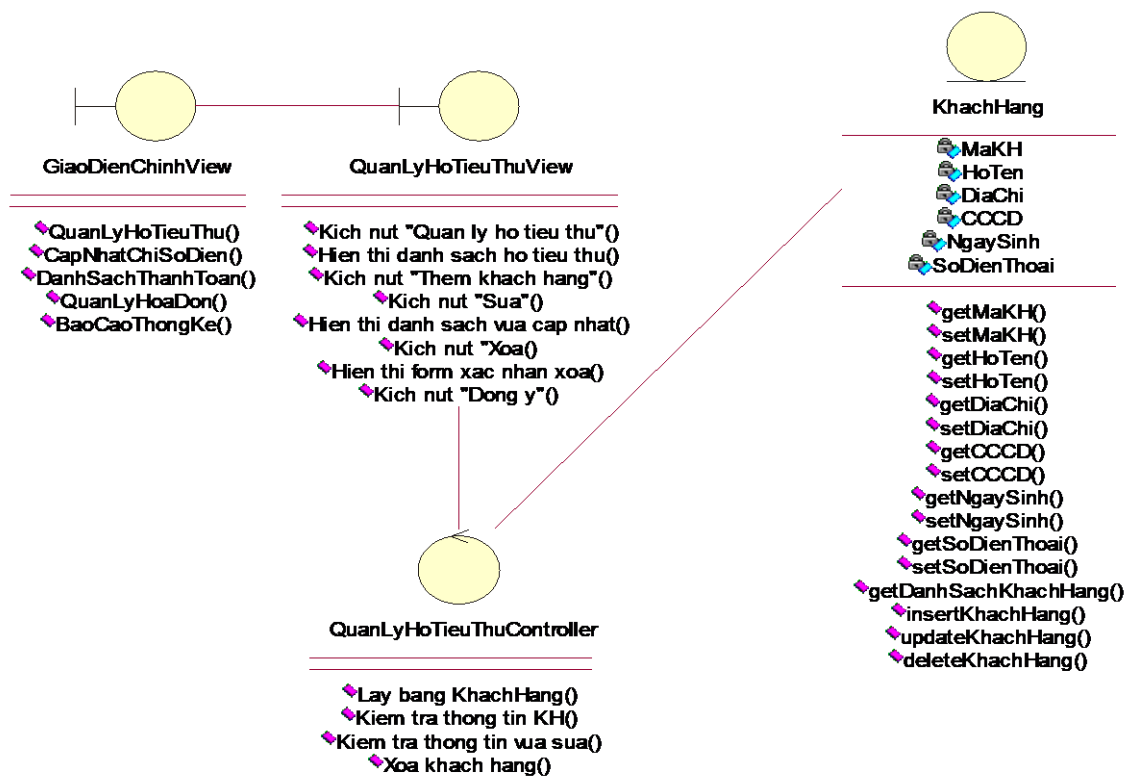 GiaoDienChinhView
QuanLyHoTieuThu()
CapNhatChiSoDien()
DanhSachThanhToan()
QuanLyHoaDon()
BaoCaoThongKe()
QuanLyHoTieuThuView
Kich nut "Quan ly ho tieu thu"()
Hien thi danh sach ho tieu thu()
Kich nut "Them khach hang"()
Kich nut "Sua"()
Hien thi danh sach vua cap nhat()
Kich nut "Xoa()
Hien thi form xac nhan xoa()
Kich nut "Dong y"()
KhachHang
MaKH
HoTen
DiaChi
CCCD
NgaySinh
SoDienThoai
getMaKH()
setMaKH()
getHoTen()
setHoTen()
getDiaChi()
setDiaChi()
getCCCD()
setCCCD()
getNgaySinh()
setNgaySinh()
getSoDienThoai()
setSoDienThoai()
getDanhSachKhachHang()
insertKhachHang()
updateKhachHang()
deleteKhachHang()
QuanLyHoTieuThuController
Lay bang KhachHang()
Kiem tra thong tin KH()
Kiem tra thong tin vua sua()
Xoa khach hang()